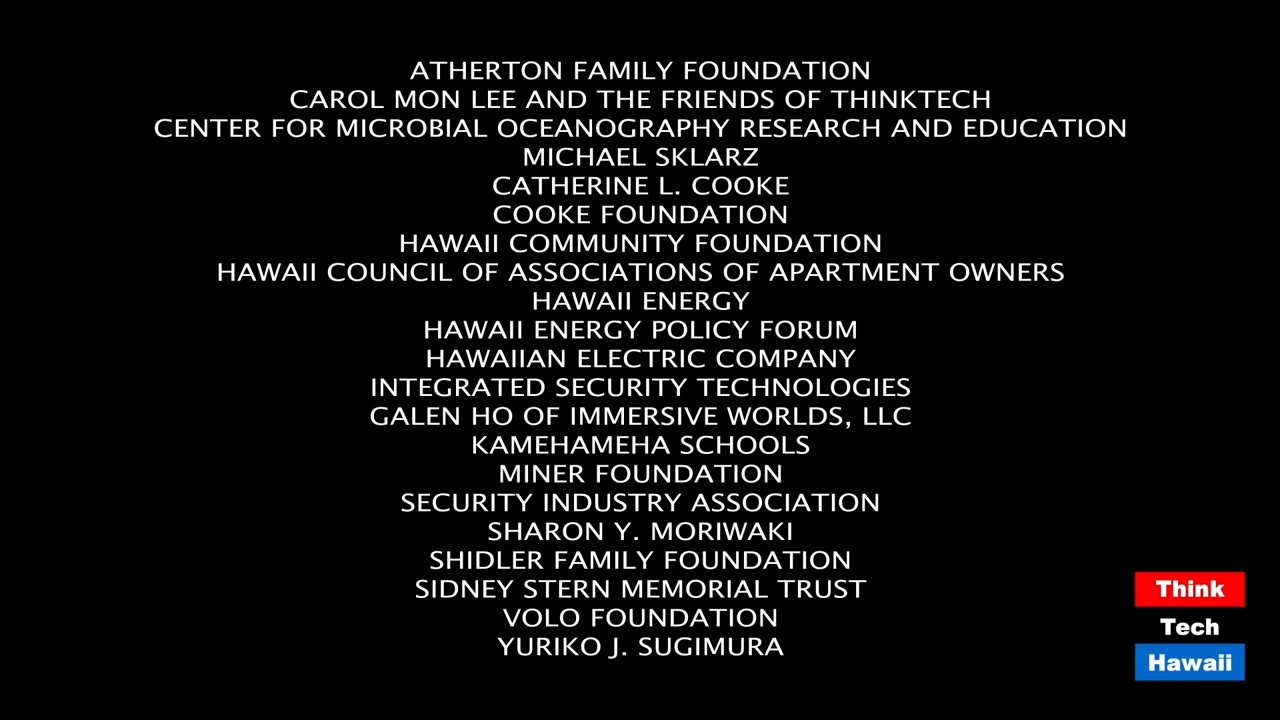 ATHERTON FAMILY FOUNDATION
CAROL MON LEE AND THE FRIENDS OF THINKTECH
CENTER FOR MICROBIAL OCEANOGRAPHY RESEARCH AND EDUCATION
MICHAEL SKLARZ
CATHERINE L. COOKE
COOKE FOUNDATION
HAWAII COMMUNITY FOUNDATION
HAWAII COUNCIL OF ASSOCIATIONS OF APARTMENT OWNERS
HAWAII ENERGY
HAWAII ENERGY POLICY FORUM
HAWAIIAN ELECTRIC COMPANY
INTEGRATED SECURITY TECHNOLOGIES
GALEN HO OF IMMERSIVE WORLDS, LLC
KAMEHAMEHA SCHOOLS
MINER FOUNDATION
SECURITY INDUSTRY ASSOCIATION
SHARON Y. MORIWAKI
SHIDLER FAMILY FOUNDATION
SIDNEY STERN MEMORIAL TRUST
VOLO FOUNDATION
YURIKO J. SUGIMURA
Think
Tech
Hawaii